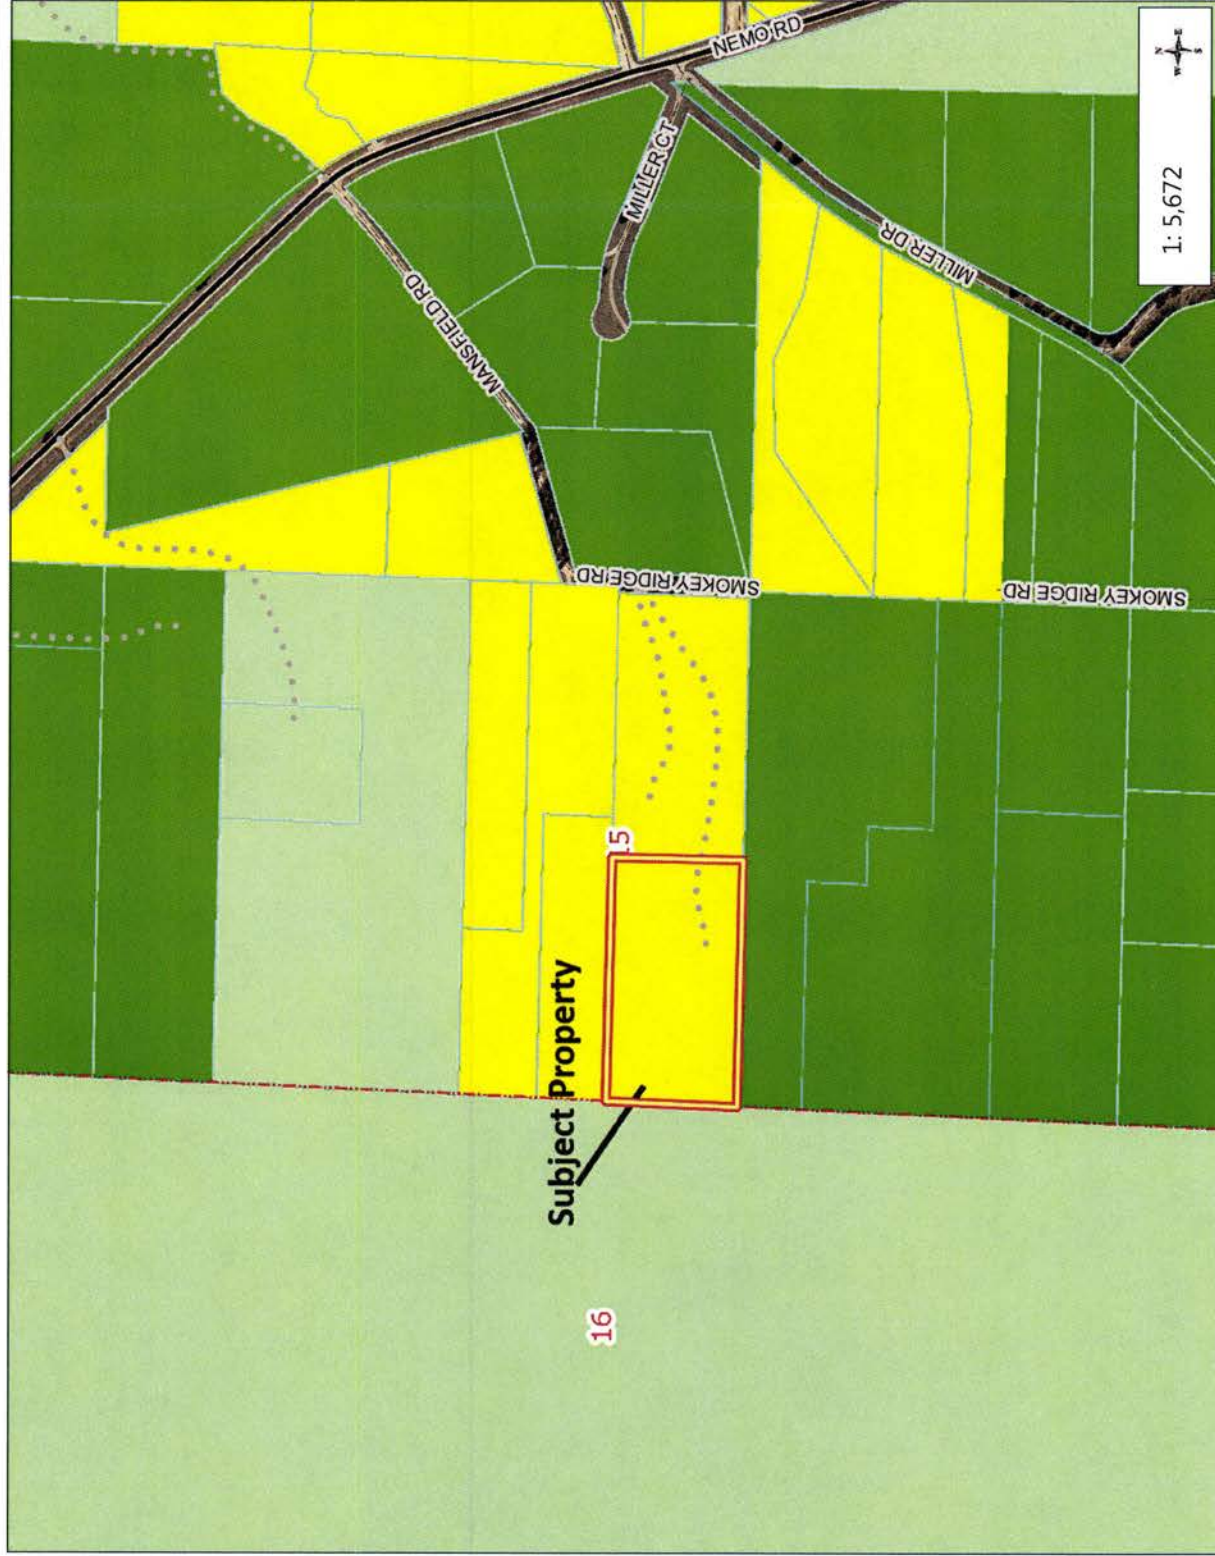 NEMO RD
MILLER CT
MANSFIELD RD
MILLER DR
SMOKEY RIDGE RD
SMOKEY RIDGE RD
15
Subject Property
16
N
W E
S
1: 5,672